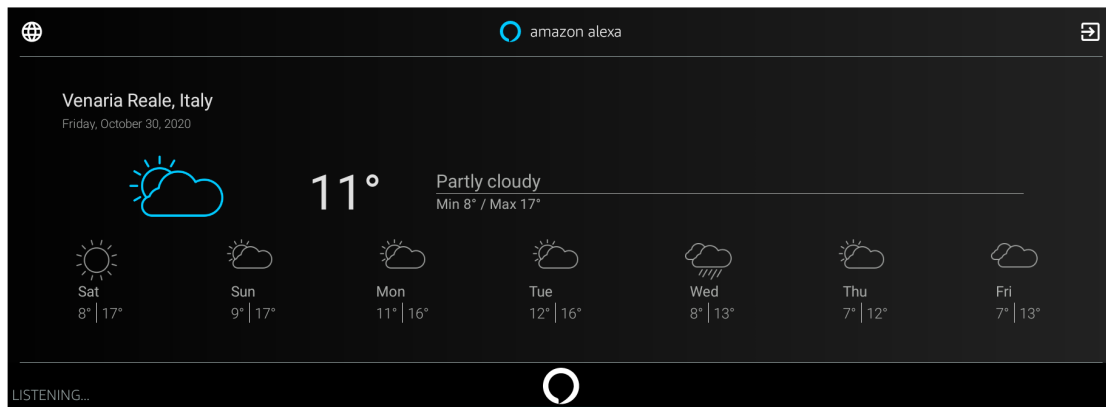 amazon alexa
Venaria Reale, Italy
Friday, October 30, 2020
11°
Partly cloudy
Min 8° / Max 17°
Sat
8° | 17°
Sun
9° | 17°
Mon
11° | 16°
Tue
12° | 16°
Wed
8° | 13°
Thu
7° | 12°
Fri
7° | 13°
LISTENING...